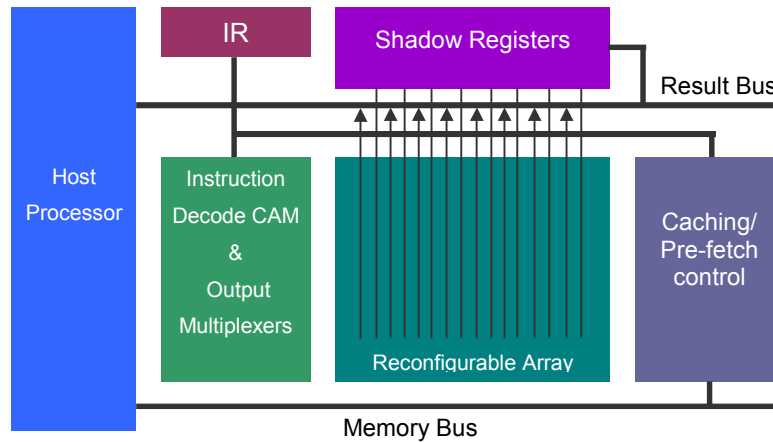 IR
Shadow Registers
Result Bus
Host
Processor
Instruction
Decode CAM
&
Output
Multiplexers
Reconfigurable Array
Caching/
Pre-fetch
control
Memory Bus